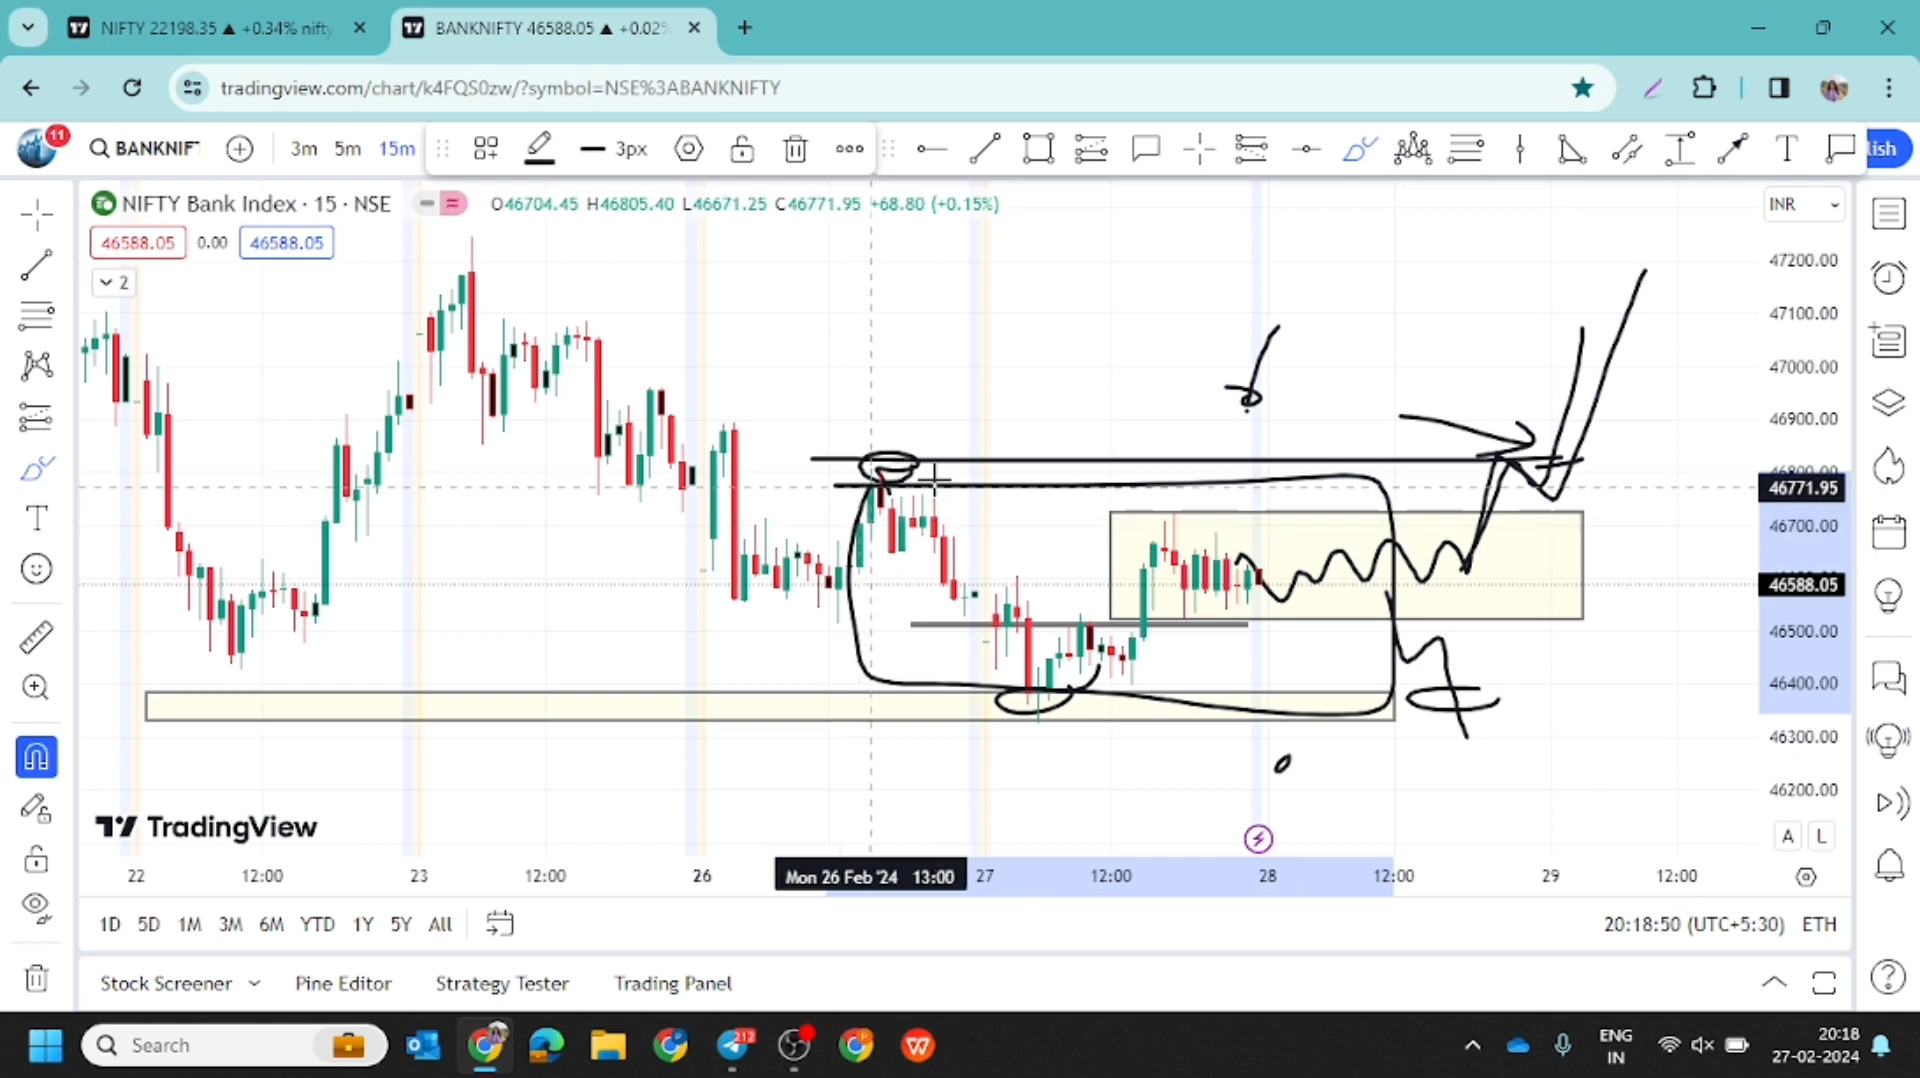 NIFTY 22198.35 ▲ +0.34% nifty
BANKNIFTY 46588.05 ▲ +0.02%
tradingview.com/chart/k4FQS0zw/?symbol=NSE%3ABANKNIFTY
11
BANKNIFT
3m 5m 15m
3px
lish
NIFTY Bank Index · 15 · NSE
O46704.45 H46805.40 L46671.25 C46771.95 +68.80 (+0.15%)
INR
46588.05 0.00 46588.05
2
47200.00
47100.00
47000.00
46900.00
46800.00
46771.95
46700.00
46588.05
46500.00
46400.00
46300.00
46200.00
TradingView
A L
22 12:00 23 12:00 26 Mon 26 Feb '24 13:00 27 12:00 28 12:00 29 12:00
1D 5D 1M 3M 6M YTD 1Y 5Y All
20:18:50 (UTC+5:30) ETH
Stock Screener Pine Editor Strategy Tester Trading Panel
Search
212
ENG
IN
20:18
27-02-2024